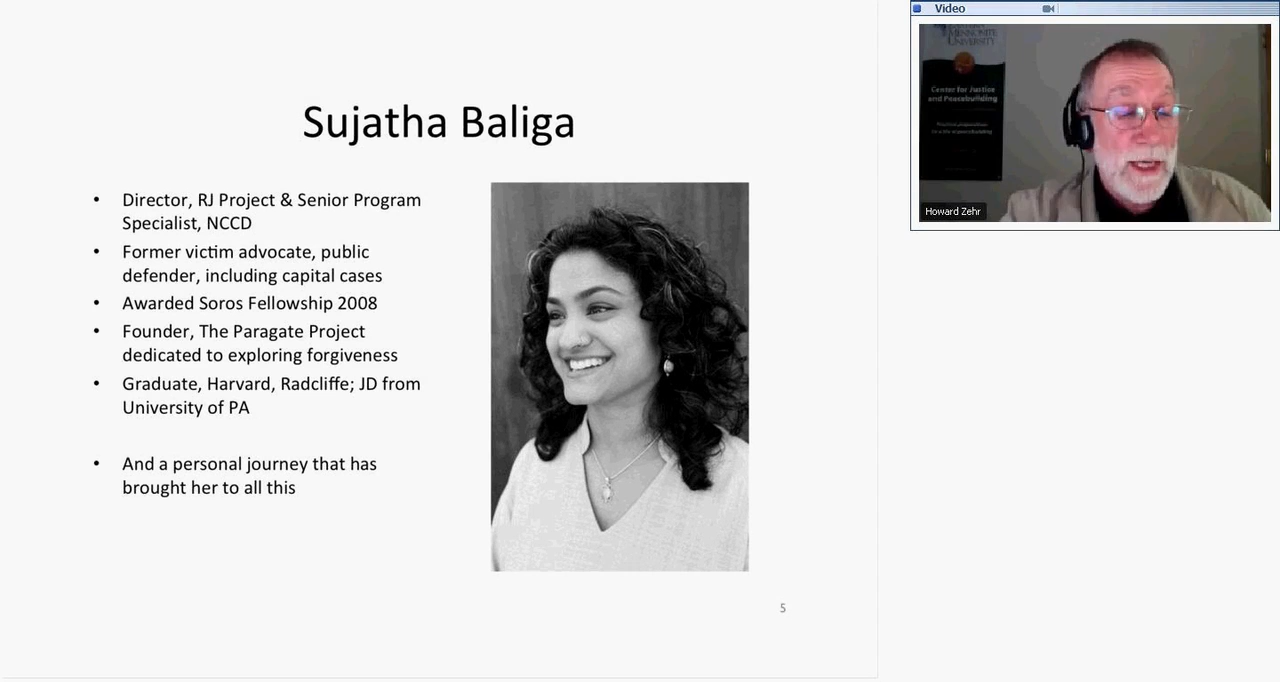 Sujatha Baliga
• Director, RJ Project & Senior Program
Specialist, NCCD
• Former victim advocate, public
defender, including capital cases
• Awarded Soros Fellowship 2008
• Founder, The Paragate Project
dedicated to exploring forgiveness
• Graduate, Harvard, Radcliffe; JD from
University of PA
• And a personal journey that has
brought her to all this
5
Video
MENNONITE
UNIVERSITY
Center for Justice
and Peacebuilding
Howard Zehr